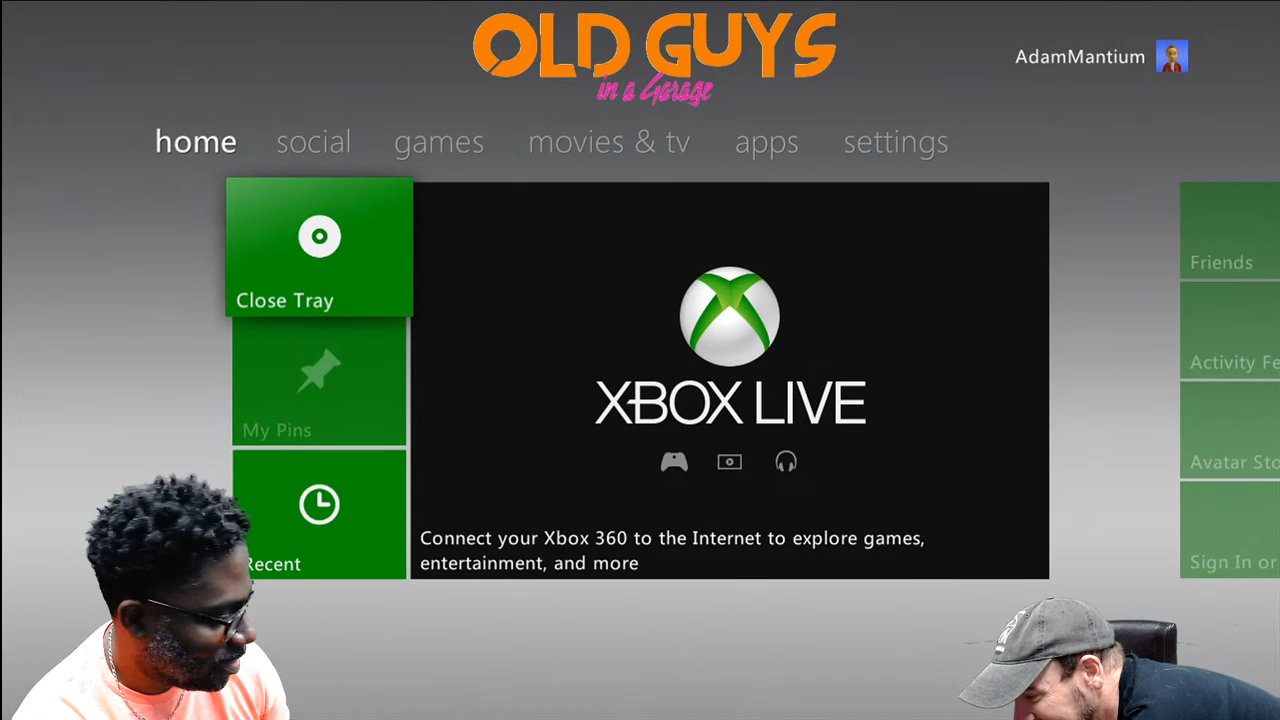 OLD GUYS
in a Garage
AdamMantium
home social games movies & tv apps settings
Close Tray
My Pins
Recent
XBOX LIVE
Connect your Xbox 360 to the Internet to explore games,
entertainment, and more
Friends
Activity Fe
Avatar Sto
Sign In or